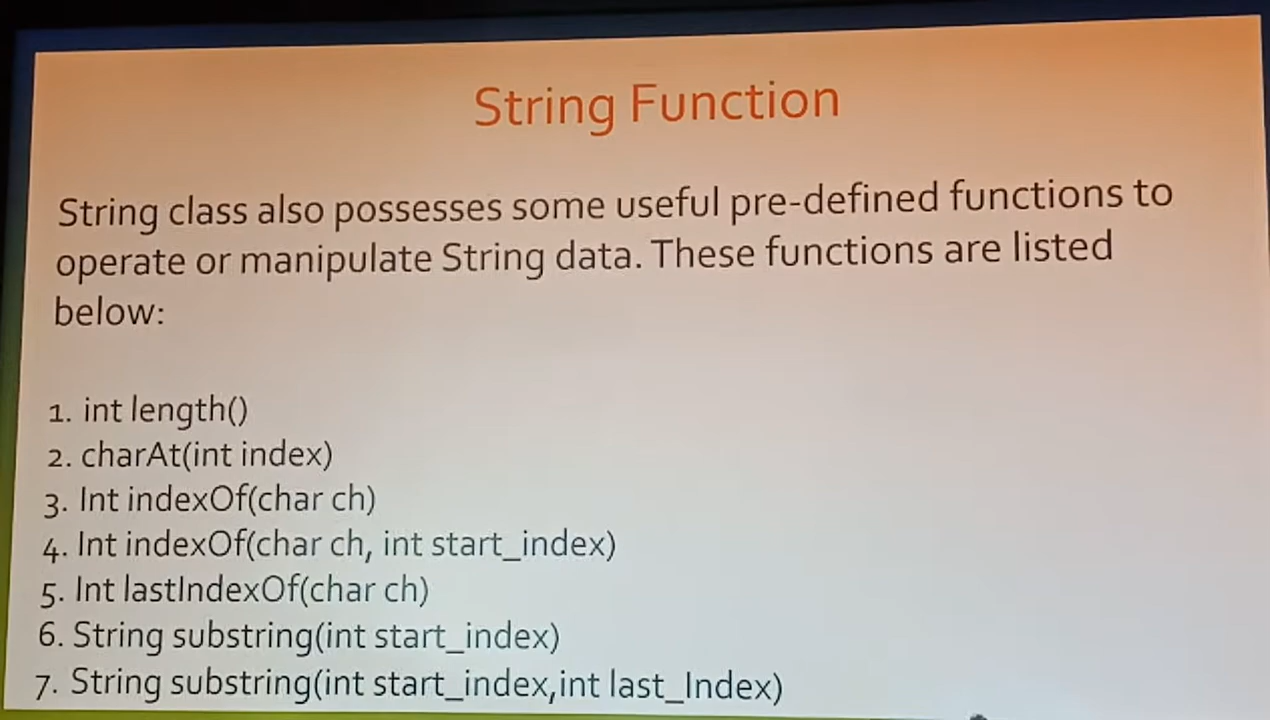 String Function
String class also possesses some useful pre-defined functions to
operate or manipulate String data. These functions are listed
below:
1. int length()
2. charAt(int index)
3. Int indexOf(char ch)
4. Int indexOf(char ch, int start_index)
5. Int lastIndexOf(char ch)
6. String substring(int start_index)
7. String substring(int start_index,int last_Index)